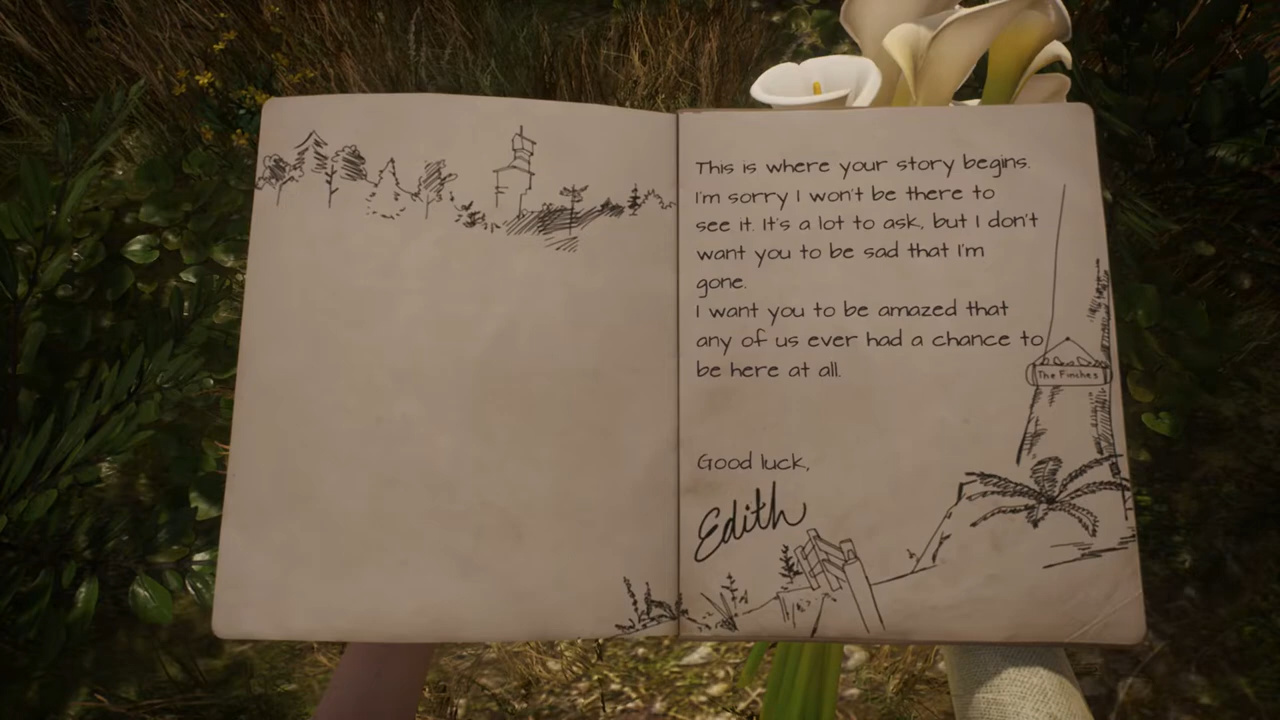 This is where your story begins.
I'm sorry I won't be there to
see it. It's a lot to ask, but I don't
want you to be sad that I'm
gone.
I want you to be amazed that
any of us ever had a chance to
be here at all.
The Finches
Good luck,
Edith